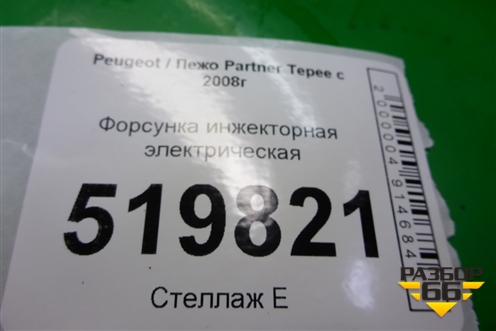 Peugeot / Пежо Partner Tepee с
2008г
Форсунка инжекторная
электрическая
519821
Стеллаж Е
2000004914684
РАЗБОР
66